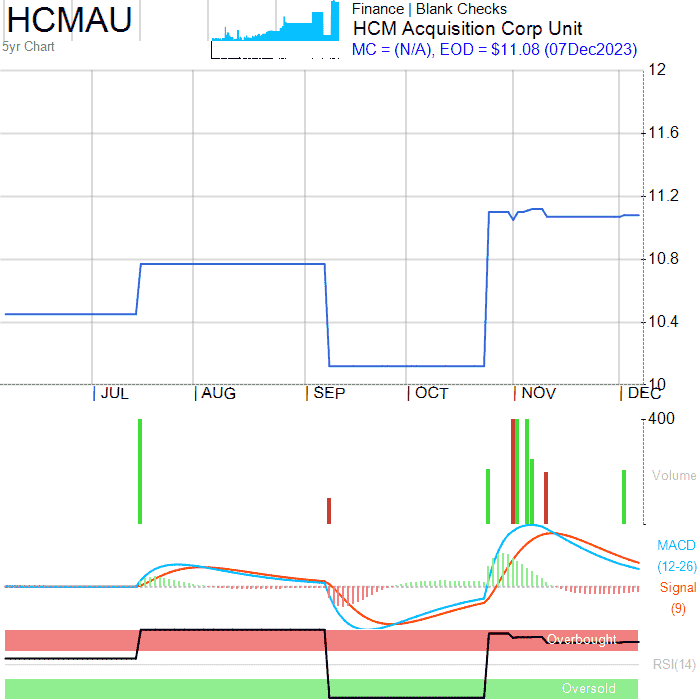 HCMAU
5yr Chart
Finance | Blank Checks
HCM Acquisition Corp Unit
MC = (N/A), EOD = $11.08 (07Dec2023)
12
11.6
11.2
10.8
10.4
10
JUL AUG SEP OCT NOV DEC
400
Volume
MACD
(12-26)
Signal
(9)
Overbought
RSI(14)
Oversold